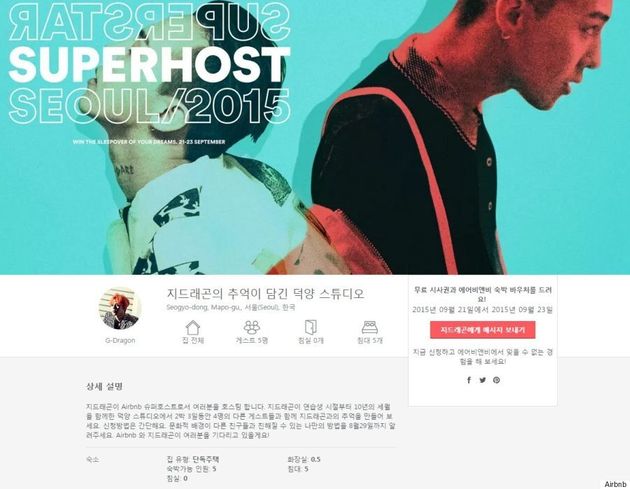 SUPERSTAR
SUPERHOST
SEOUL/2015
WIN THE SLEEPOVER OF YOUR DREAMS. 21-23 SEPTEMBER
지드래곤의 추억이 담긴 덕양 스튜디오
Seogyo-dong, Mapo-gu, 서울(Seoul), 한국
G-Dragon
집 전체
게스트 5명
침실 0개
침대 5개
무료 시사권과 에어비앤비 숙박 바우처를 드려
요!
2015년 09월 21일에서 2015년 09월 23일
지드래곤에게 메시지 보내기
지금 신청하고 에어비앤비에서 잊을 수 없는 경
험을 해 보세요!
상세 설명
지드래곤이 Airbnb 슈퍼호스트로서 여러분을 호스팅 합니다. 지드래곤이 연습생 시절부터 10년의 세월
을 함께한 덕양 스튜디오에서 2박 3일동안 4명의 다른 게스트들과 함께 지드래곤과의 추억을 만들어 보
세요. 신청방법은 간단해요. 문화적 배경이 다른 친구들과 친해질 수 있는 나만의 방법을 8월29일까지 알
려주세요. Airbnb 와 지드래곤이 여러분을 기다리고 있을게요!
숙소
집 유형: 단독주택
화장실: 0.5
숙박가능 인원: 5
침대: 5
침실: 0
Airbnb